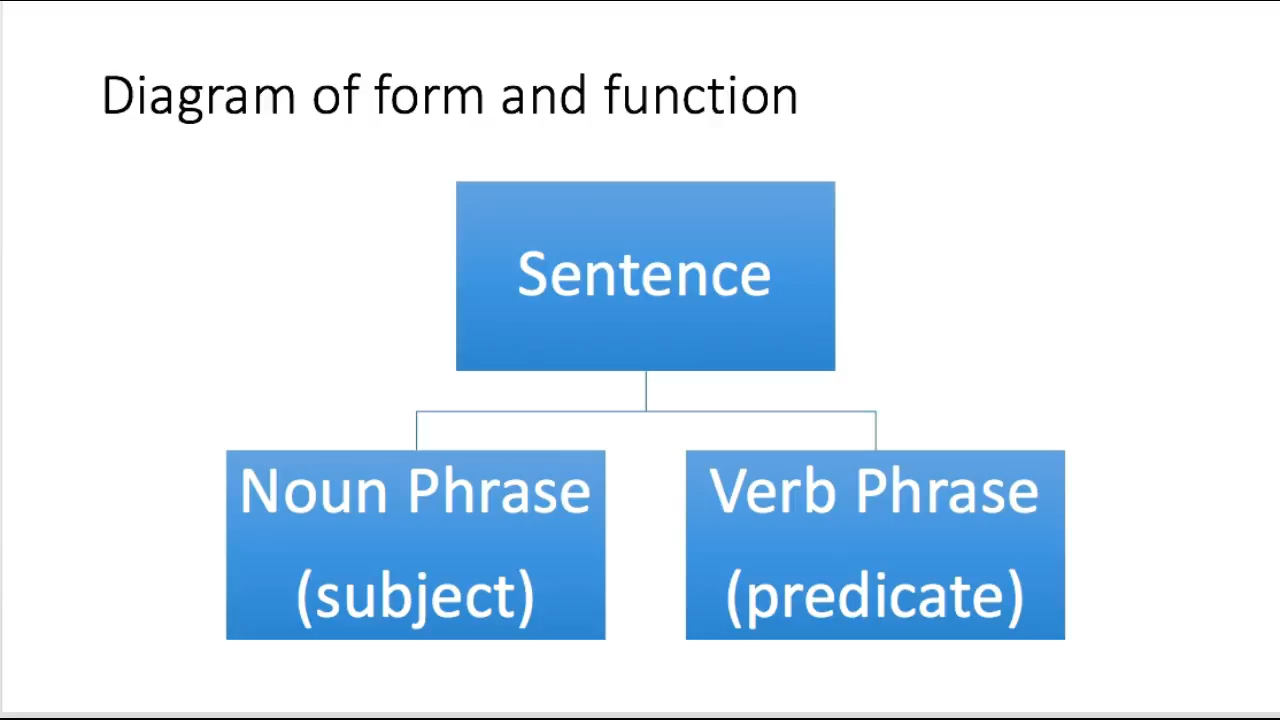 Diagram of form and function
Sentence
Noun Phrase
(subject)
Verb Phrase
(predicate)